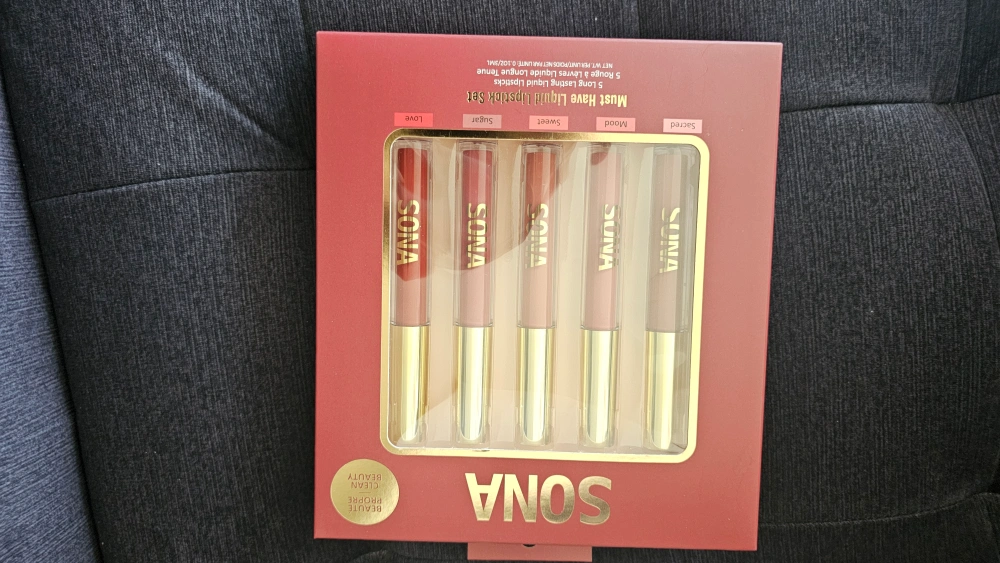 SONA
BEAUTE
PROPRE
CLEAN
BEAUTY
SONA
SONA
SONA
SONA
SONA
Sacred
Mood
Sweet
Sugar
Love
Must Have Liquid Lipstick Set
5 Long Lasting Liquid Lipsticks
5 Rouge à Lèvres Liquide Longue Tenue
NET WT. PER UNIT/POIDS NET PAR UNITÉ: 0.1OZ/3ML